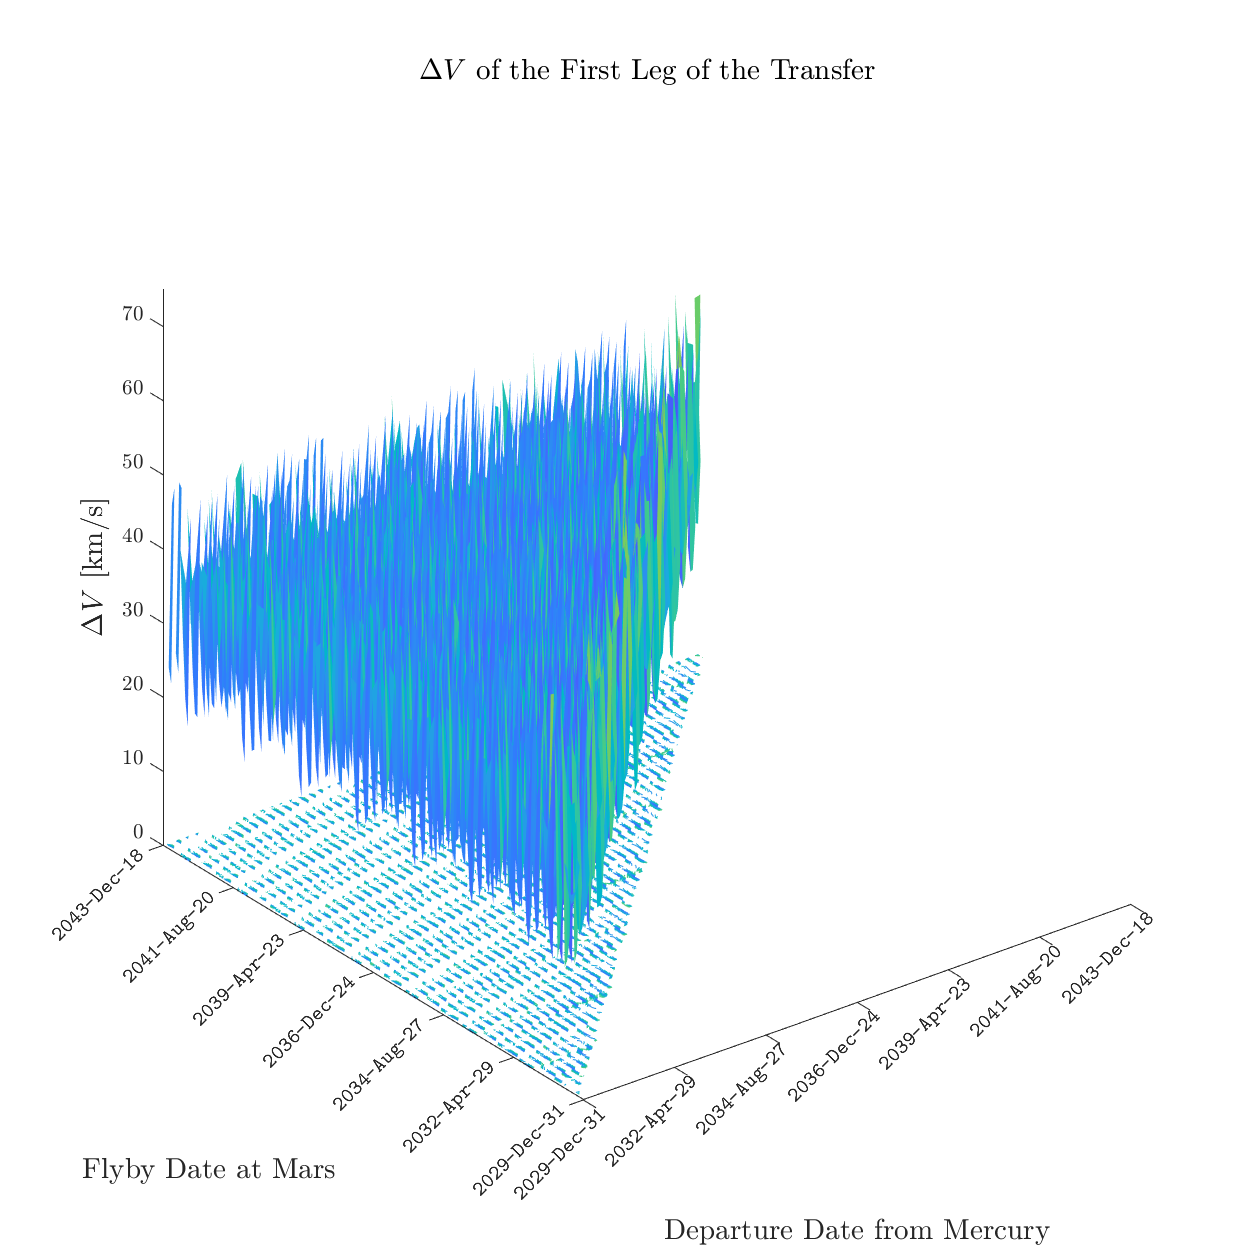 ΔV of the First Leg of the Transfer
70
60
50
40
30
20
10
0
ΔV [km/s]
2043-Dec-18
2041-Aug-20
2039-Apr-23
2036-Dec-24
2034-Aug-27
2032-Apr-29
2029-Dec-31
Flyby Date at Mars
2029-Dec-31
2032-Apr-29
2034-Aug-27
2036-Dec-24
2039-Apr-23
2041-Aug-20
2043-Dec-18
Departure Date from Mercury